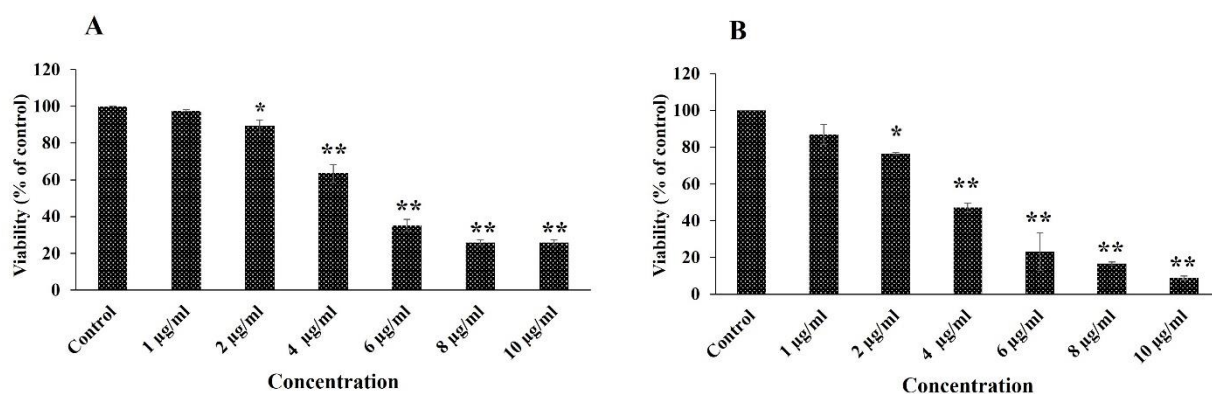 A
Viability (% of control)
120
100
80
60
40
20
0
*
**
**
**
**
Control
1 µg/ml
2 µg/ml
4 µg/ml
6 µg/ml
8 µg/ml
10 µg/ml
Concentration
B
Viability (% of control)
120
100
80
60
40
20
0
*
**
**
**
**
Control
1 µg/ml
2 µg/ml
4 µg/ml
6 µg/ml
8 µg/ml
10 µg/ml
Concentration